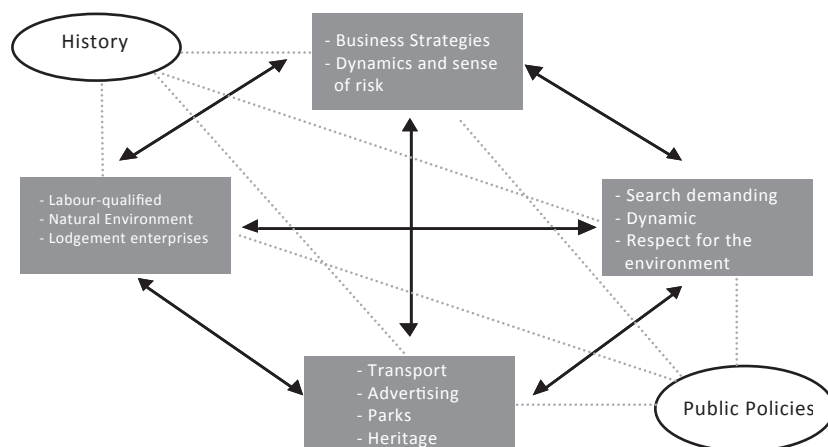 History
- Business Strategies
- Dynamics and sense
of risk
- Labour-qualified
- Natural Environment
- Lodgement enterprises
- Search demanding
- Dynamic
- Respect for the
environment
- Transport
- Advertising
- Parks
- Heritage
Public Policies